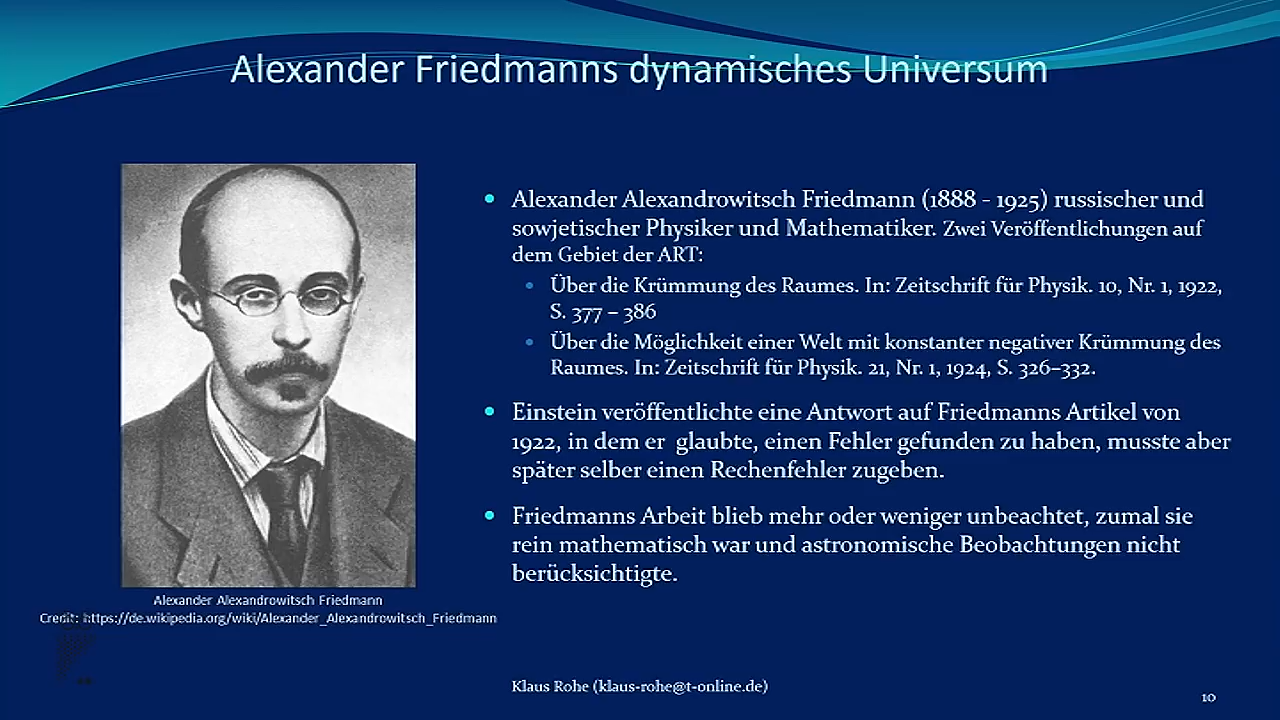 Alexander Friedmanns dynamisches Universum
Alexander Alexandrowitsch Friedmann (1888 - 1925) russischer und
sowjetischer Physiker und Mathematiker. Zwei Veröffentlichungen auf
dem Gebiet der ART:
Über die Krümmung des Raumes. In: Zeitschrift für Physik. 10, Nr. 1, 1922,
S. 377 – 386
Über die Möglichkeit einer Welt mit konstanter negativer Krümmung des
Raumes. In: Zeitschrift für Physik. 21, Nr. 1, 1924, S. 326–332.
Einstein veröffentlichte eine Antwort auf Friedmanns Artikel von
1922, in dem er  glaubte, einen Fehler gefunden zu haben, musste aber
später selber einen Rechenfehler zugeben.
Friedmanns Arbeit blieb mehr oder weniger unbeachtet, zumal sie
rein mathematisch war und astronomische Beobachtungen nicht
berücksichtigte.
Alexander Alexandrowitsch Friedmann
Credit: https://de.wikipedia.org/wiki/Alexander_Alexandrowitsch_Friedmann
Klaus Rohe (klaus-rohe@t-online.de)
10